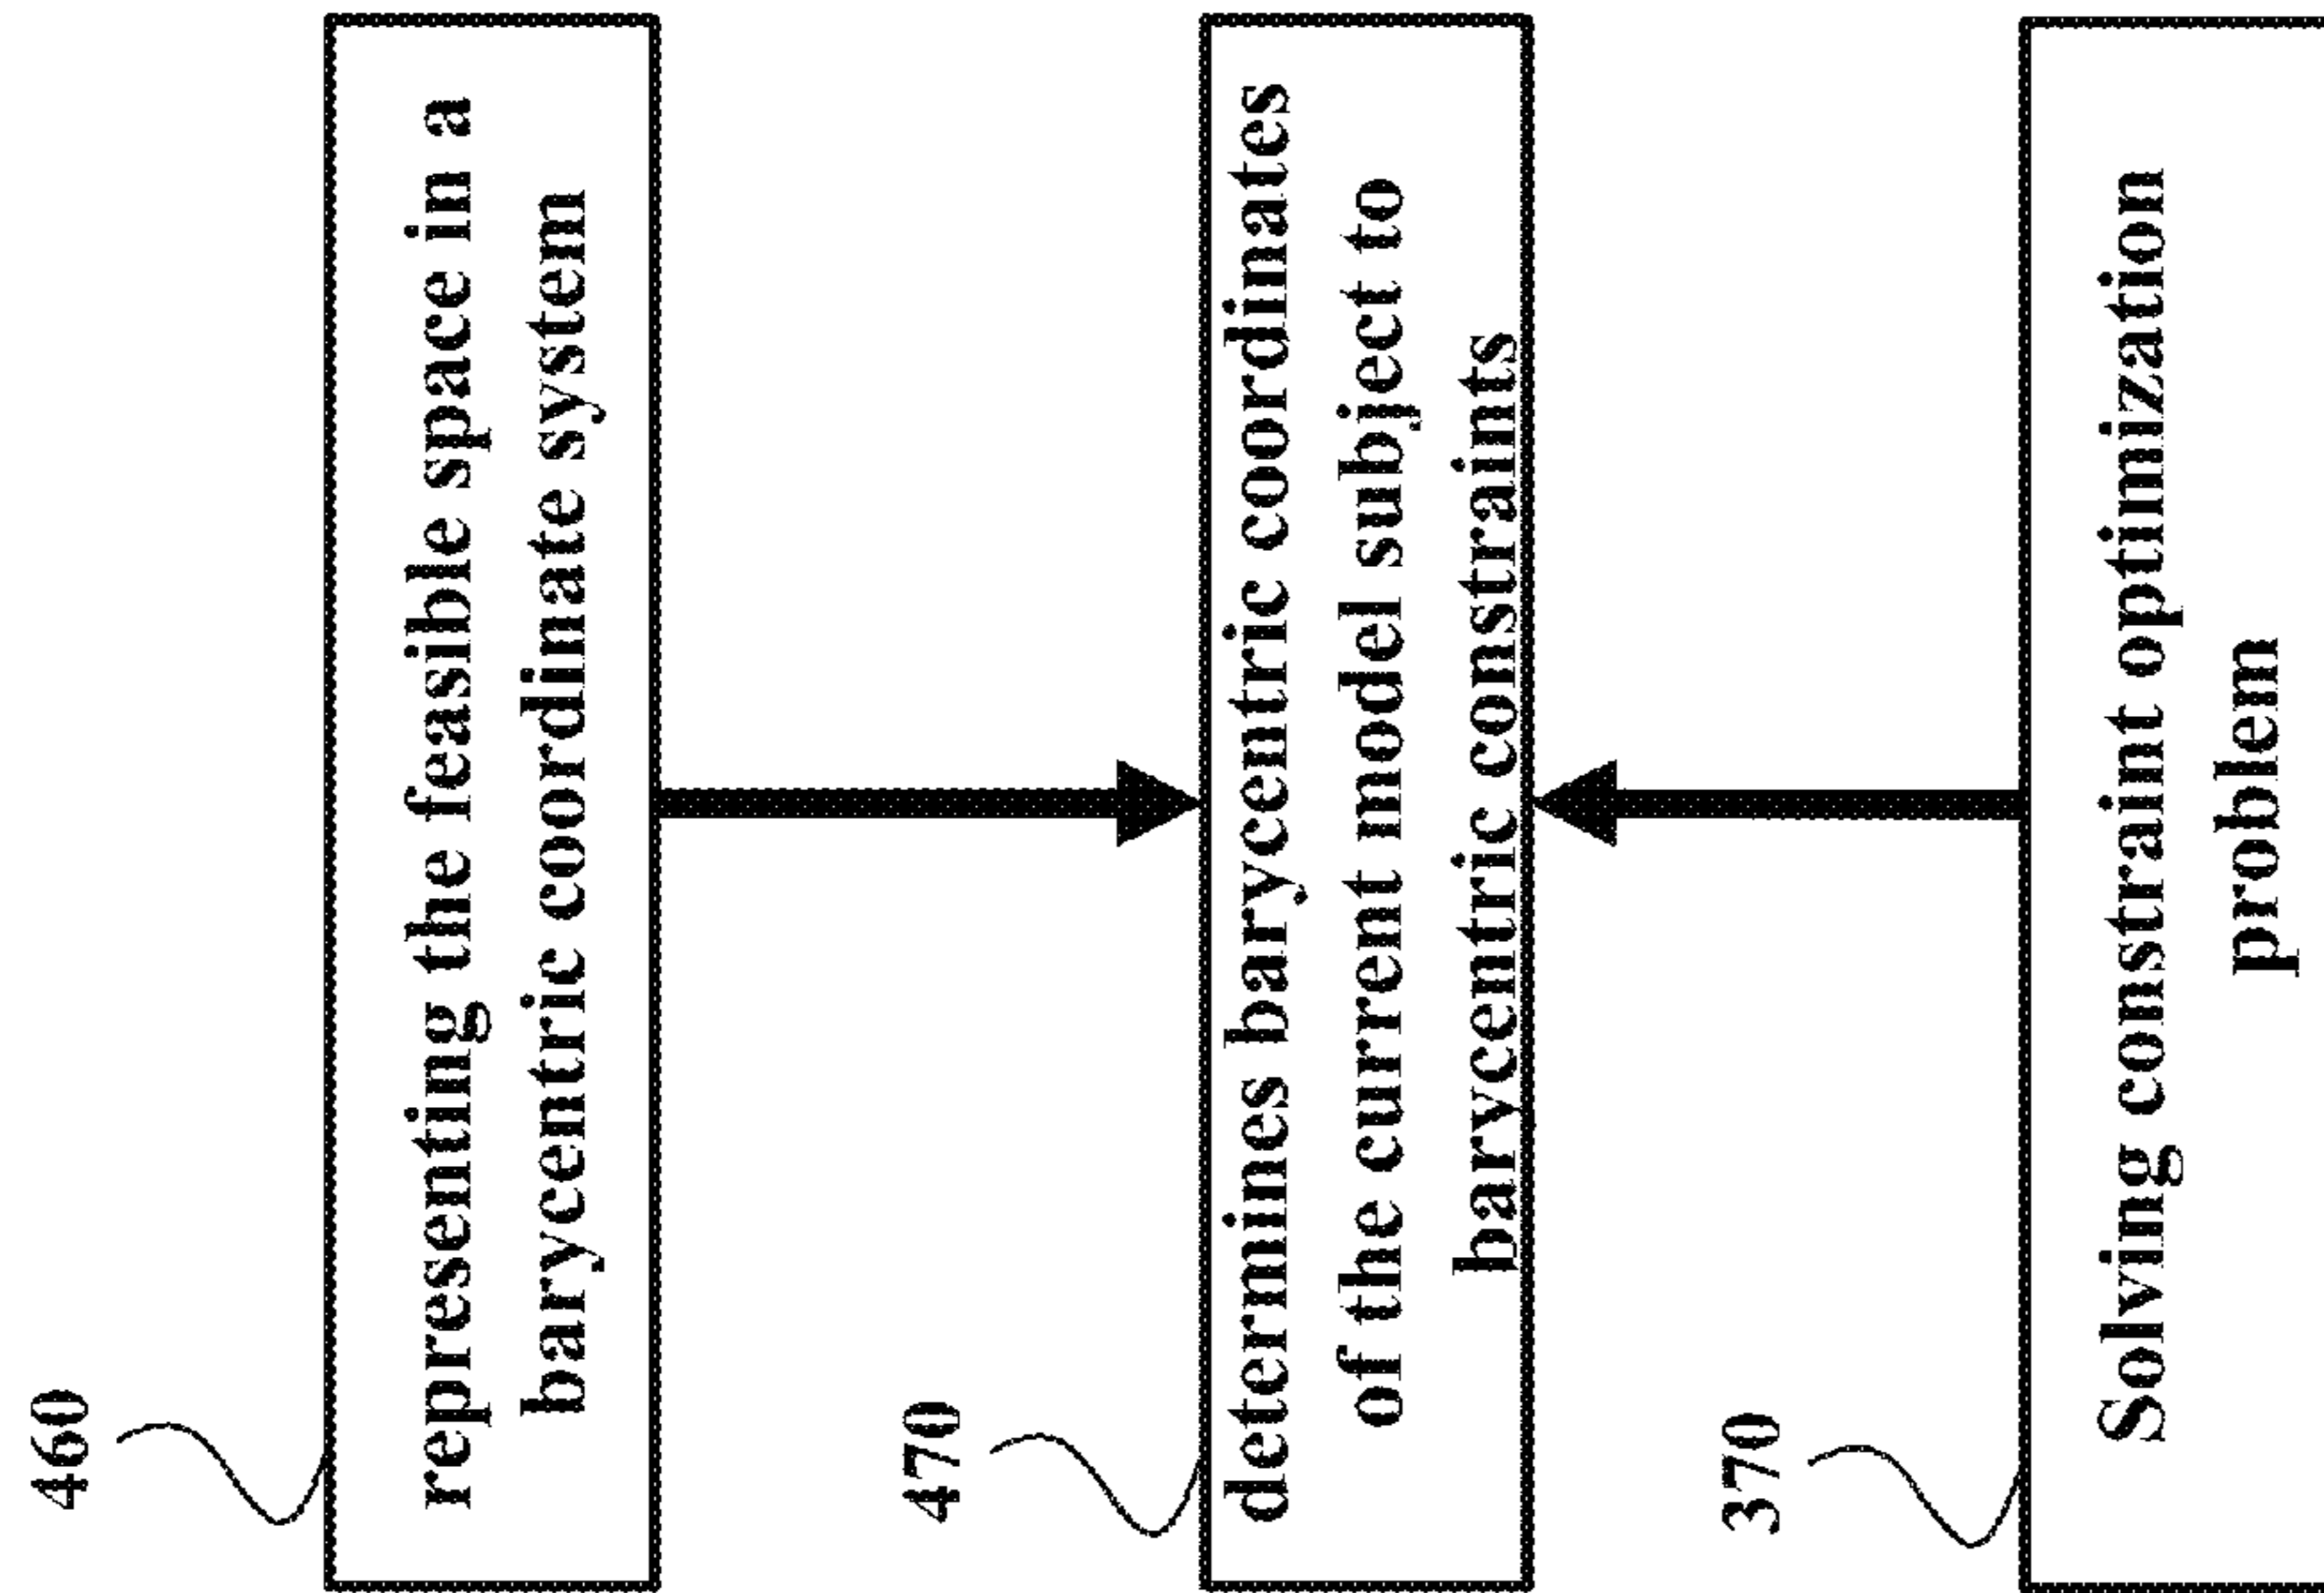 460
representing the feasible space in a
barycentric coordinate system
470
determines barycentric coordinates
of the current model subject to
barycentric constraints
370
Solving constraint optimization
problem